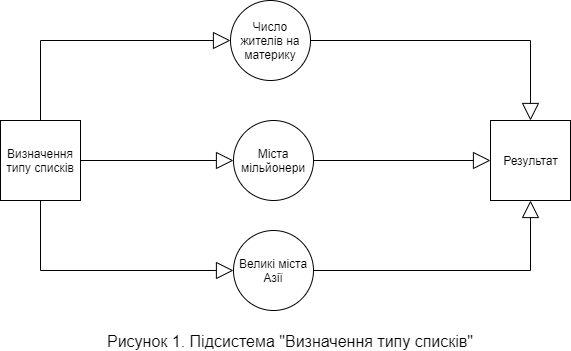 Число
жителів на
материку
Визначення
типу списків
Міста
мільйонери
Результат
Великі міста
Азії
Рисунок 1. Підсистема "Визначення типу списків"